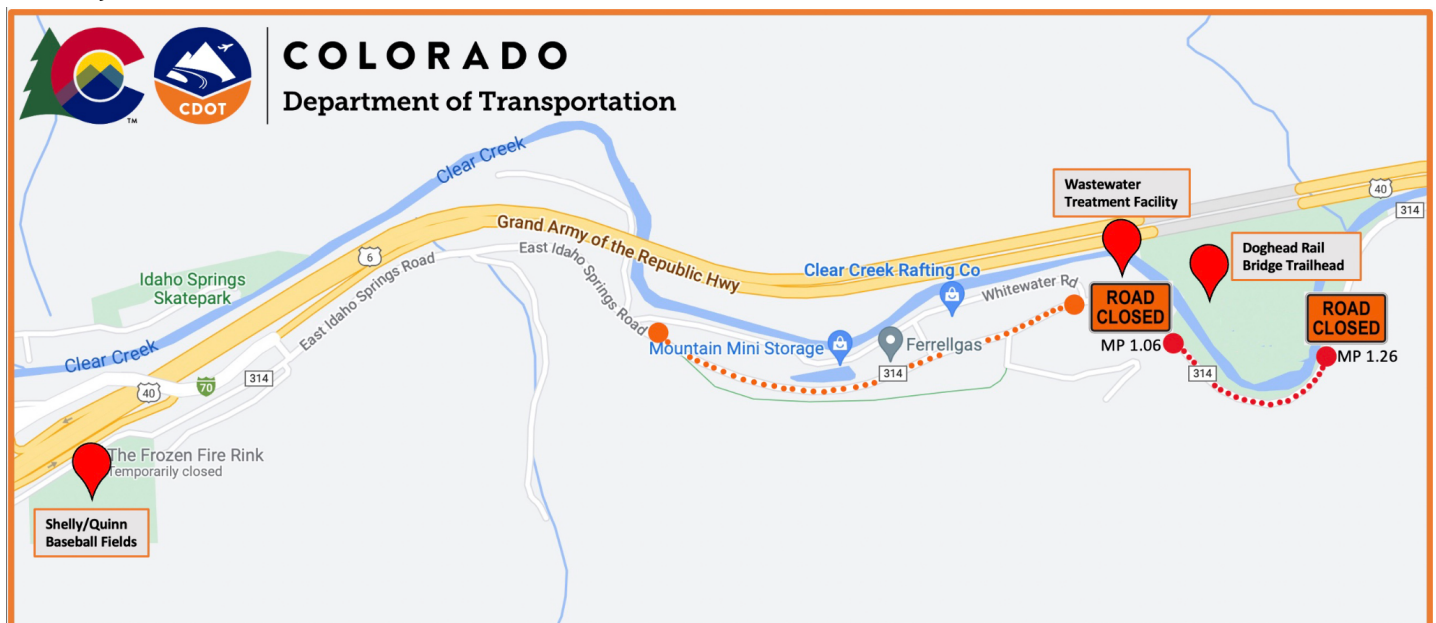 COLORADO
Department of Transportation
CDOT
TM
Clear Creek
Wastewater
Treatment Facility
40
314
Grand Army of the Republic Hwy
Doghead Rail
Bridge Trailhead
6
East Idaho Springs Road
Clear Creek Rafting Co
Idaho Springs
Skatepark
East Idaho Springs Road
Whitewater Rd
ROAD
CLOSED
ROAD
CLOSED
Clear Creek
Mountain Mini Storage
Ferrellgas
MP 1.06
MP 1.26
314
314
314
70
40
The Frozen Fire Rink
Temporarily closed
Shelly/Quinn
Baseball Fields